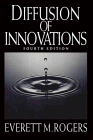 DIFFUSION OF
INNOVATIONS
FOURTH EDITION
EVERETT M. ROGERS